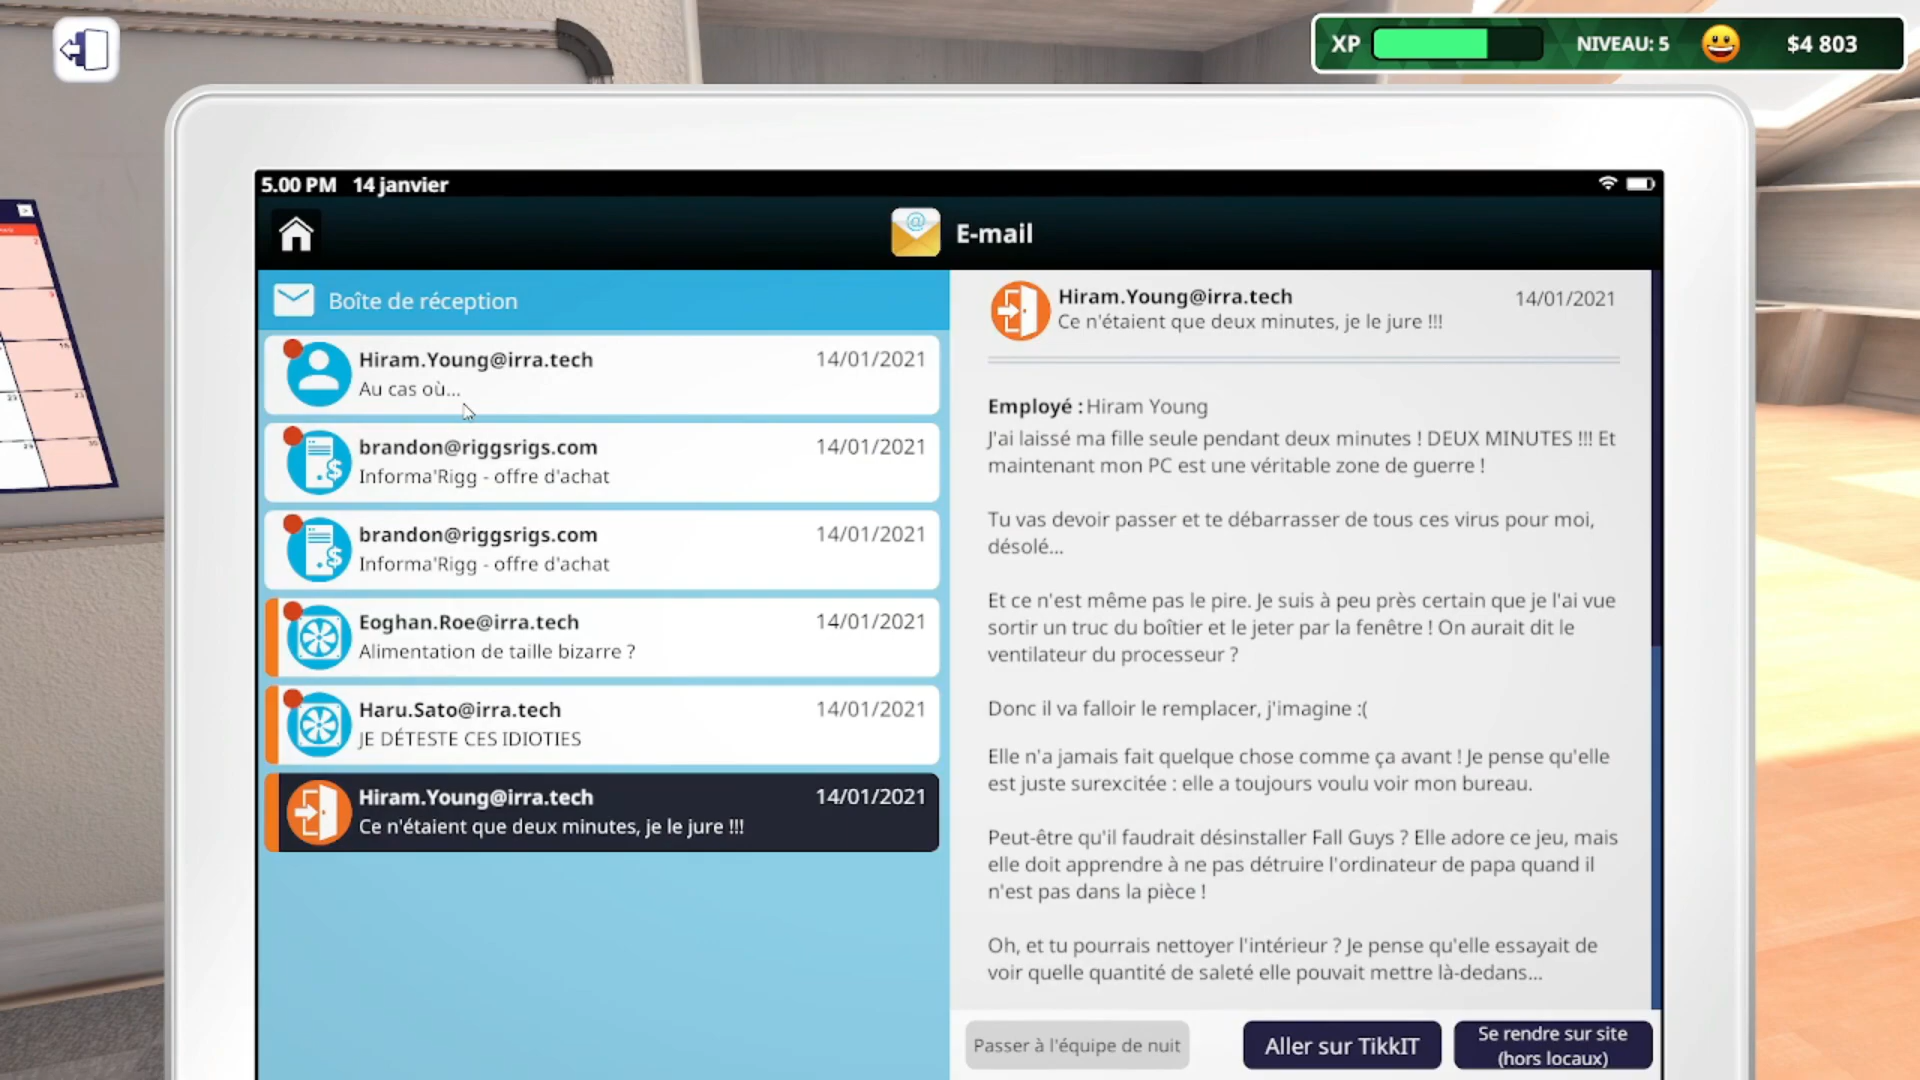 XP NIVEAU: 5 $4 803
5.00 PM 14 janvier
E-mail
Boîte de réception
Hiram.Young@irra.tech 14/01/2021
Au cas où...
brandon@riggsrigs.com 14/01/2021
Informa'Rigg - offre d'achat
brandon@riggsrigs.com 14/01/2021
Informa'Rigg - offre d'achat
Eoghan.Roe@irra.tech 14/01/2021
Alimentation de taille bizarre ?
Haru.Sato@irra.tech 14/01/2021
JE DÉTESTE CES IDIOTIES
Hiram.Young@irra.tech 14/01/2021
Ce n'étaient que deux minutes, je le jure !!!
Hiram.Young@irra.tech 14/01/2021
Ce n'étaient que deux minutes, je le jure !!!
Employé : Hiram Young
J'ai laissé ma fille seule pendant deux minutes ! DEUX MINUTES !!! Et
maintenant mon PC est une véritable zone de guerre !
Tu vas devoir passer et te débarrasser de tous ces virus pour moi,
désolé...
Et ce n'est même pas le pire. Je suis à peu près certain que je l'ai vue
sortir un truc du boîtier et le jeter par la fenêtre ! On aurait dit le
ventilateur du processeur ?
Donc il va falloir le remplacer, j'imagine :(
Elle n'a jamais fait quelque chose comme ça avant ! Je pense qu'elle
est juste surexcitée : elle a toujours voulu voir mon bureau.
Peut-être qu'il faudrait désinstaller Fall Guys ? Elle adore ce jeu, mais
elle doit apprendre à ne pas détruire l'ordinateur de papa quand il
n'est pas dans la pièce !
Oh, et tu pourrais nettoyer l'intérieur ? Je pense qu'elle essayait de
voir quelle quantité de saleté elle pouvait mettre là-dedans...
Passer à l'équipe de nuit
Aller sur TikkIT
Se rendre sur site
(hors locaux)